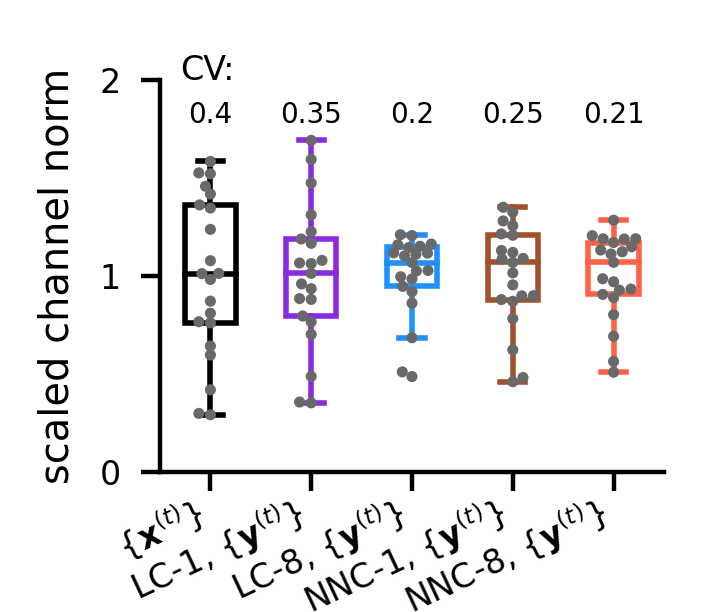 CV:
0.4 0.35 0.2 0.25 0.21
scaled channel norm
2
1
0
{𝐱⁽ᵗ⁾}
LC-1, {𝐲⁽ᵗ⁾}
LC-8, {𝐲⁽ᵗ⁾}
NNC-1, {𝐲⁽ᵗ⁾}
NNC-8, {𝐲⁽ᵗ⁾}